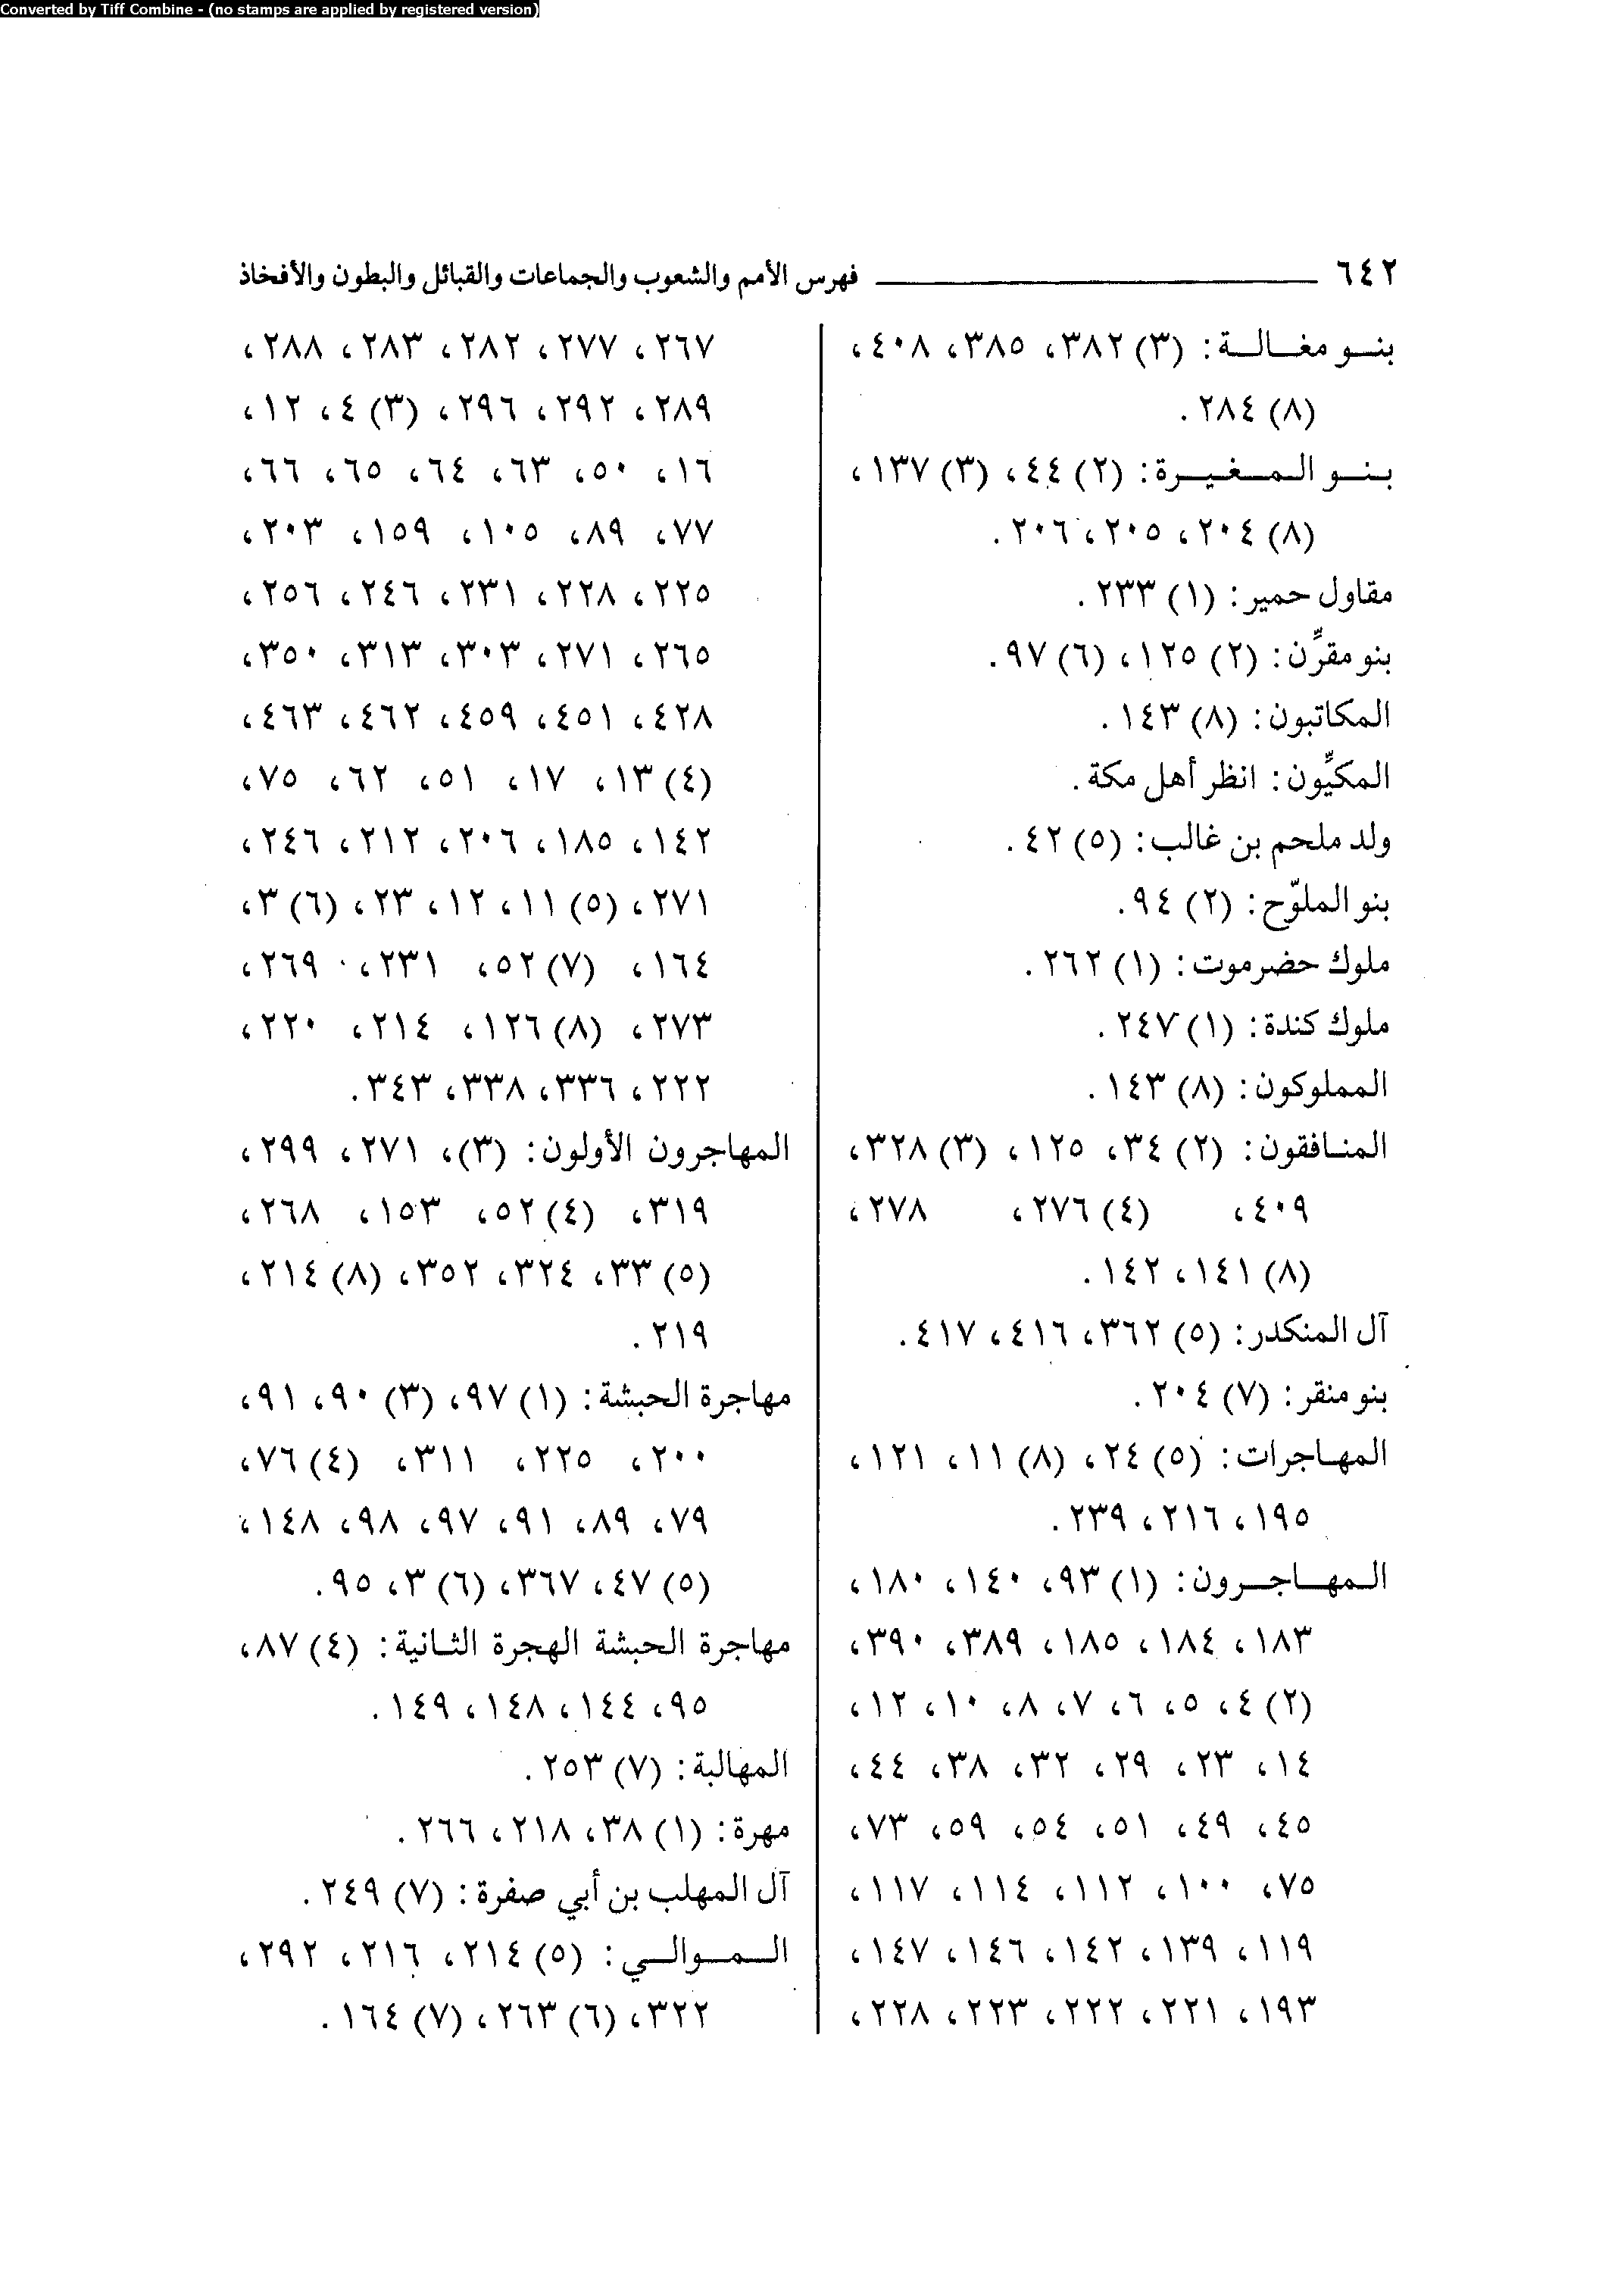 Converted by Tiff Combine - (no stamps are applied by registered version)
٦٤٢ فهرس الأمم والشعوب والجماعات والقبائل والبطون والأفخاذ
بنو مغالة: (٣) ٣٨٢، ٣٨٥، ٤٠٨،
(٨) ٢٨٤.
بنو المغيرة: (٢) ٤٤، (٣) ١٣٧،
(٨) ٢٠٤، ٢٠٥، ٢٠٦.
مقاول حمير: (١) ٢٣٣.
بنو مقرِّن: (٢) ١٢٥، (٦) ٩٧.
المكاتبون: (٨) ١٤٣.
المكيِّون: انظر أهل مكة.
ولد ملحم بن غالب: (٥) ٤٢.
بنو الملوّح: (٢) ٩٤.
ملوك حضرموت: (١) ٢٦٢.
ملوك كندة: (١) ٢٤٧.
المملوكون: (٨) ١٤٣.
المنافقون: (٢) ٣٤، ١٢٥، (٣) ٣٢٨،
٤٠٩، (٤) ٢٧٦، ٢٧٨،
(٨) ١٤١، ١٤٢.
آل المنكدر: (٥) ٣٦٢، ٤١٦، ٤١٧.
بنو منقر: (٧) ٢٠٤.
المهاجرات: (٥) ٢٤، (٨) ١١، ١٢١،
١٩٥، ٢١٦، ٢٣٩.
المهاجرون: (١) ٩٣، ١٤٠، ١٨٠،
١٨٣، ١٨٤، ١٨٥، ٣٨٩، ٣٩٠،
(٢) ٤، ٥، ٦، ٧، ٨، ١٠، ١٢،
١٤، ٢٣، ٢٩، ٣٢، ٣٨، ٤٤،
٤٥، ٤٩، ٥١، ٥٤، ٥٩، ٧٣،
٧٥، ١٠٠، ١١٢، ١١٤، ١١٧،
١١٩، ١٣٩، ١٤٢، ١٤٦، ١٤٧،
١٩٣، ٢٢١، ٢٢٢، ٢٢٣، ٢٢٨،
٢٦٧، ٢٧٧، ٢٨٢، ٢٨٣، ٢٨٨،
٢٨٩، ٢٩٢، ٢٩٦، (٣) ٤، ١٢،
١٦، ٥٠، ٦٣، ٦٤، ٦٥، ٦٦،
٧٧، ٨٩، ١٠٥، ١٥٩، ٢٠٣،
٢٢٥، ٢٢٨، ٢٣١، ٢٤٦، ٢٥٦،
٢٦٥، ٢٧١، ٣٠٣، ٣١٣، ٣٥٠،
٤٢٨، ٤٥١، ٤٥٩، ٤٦٢، ٤٦٣،
(٤) ١٣، ١٧، ٥١، ٦٢، ٧٥،
١٤٢، ١٨٥، ٢٠٦، ٢١٢، ٢٤٦،
٢٧١، (٥) ١١، ١٢، ٢٣، (٦) ٣،
١٦٤، (٧) ٥٢، ٢٣١، ٢٦٩،
٢٧٣، (٨) ١٢٦، ٢١٤، ٢٢٠،
٢٢٢، ٣٣٦، ٣٣٨، ٣٤٣.
المهاجرون الأولون: (٣)، ٢٧١، ٢٩٩،
٣١٩، (٤) ٥٢، ١٥٣، ٢٦٨،
(٥) ٣٣، ٣٢٤، ٣٥٢، (٨) ٢١٤،
٢١٩.
مهاجرة الحبشة: (١) ٩٧، (٣) ٩٠، ٩١،
٢٠٠، ٢٢٥، ٣١١، (٤) ٧٦،
٧٩، ٨٩، ٩١، ٩٧، ٩٨، ١٤٨،
(٥) ٤٧، ٣٦٧، (٦) ٣، ٩٥.
مهاجرة الحبشة الهجرة الثانية: (٤) ٨٧،
٩٥، ١٤٤، ١٤٨، ١٤٩.
المهالبة: (٧) ٢٥٣.
مهرة: (١) ٣٨، ٢١٨، ٢٦٦.
آل المهلب بن أبي صفرة: (٧) ٢٤٩.
الموالي: (٥) ٢١٤، ٢١٦، ٢٩٢،
٣٢٢، (٦) ٢٦٣، (٧) ١٦٤.